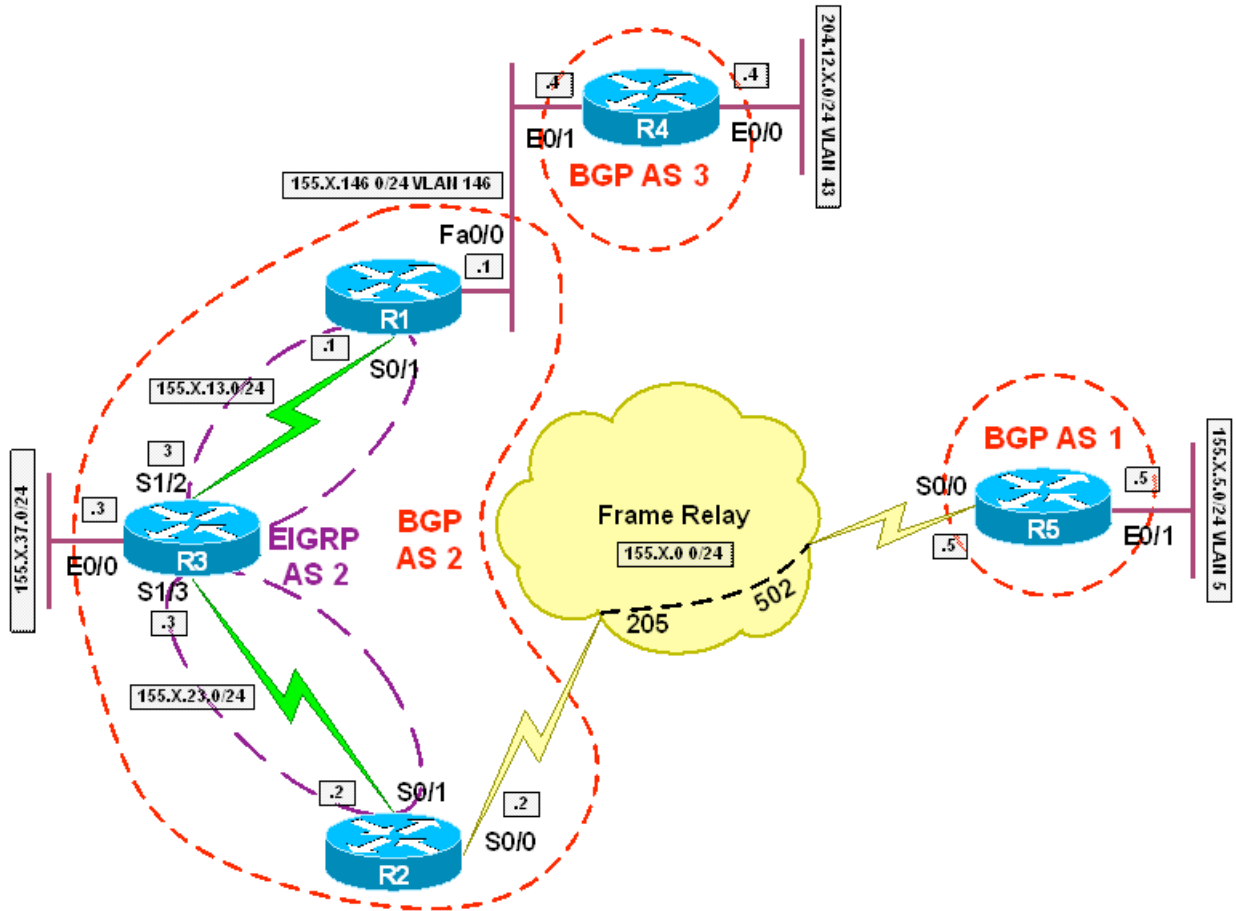 .4
.4
R4
E0/1
E0/0
BGP AS 3
204.12.X.0/24 VLAN 43
155.X.146 0/24 VLAN 146
Fa0/0
.1
R1
.1
S0/1
155.X.13.0/24
3
S1/2
155.X.37.0/24
.3
E0/0
R3
EIGRP
AS 2
BGP
AS 2
S1/3
.3
155.X.23.0/24
.2
S0/1
.2
S0/0
R2
Frame Relay
155.X.0 0/24
205
502
BGP AS 1
S0/0
.5
R5
.5
E0/1
155.X.5.0/24 VLAN 5